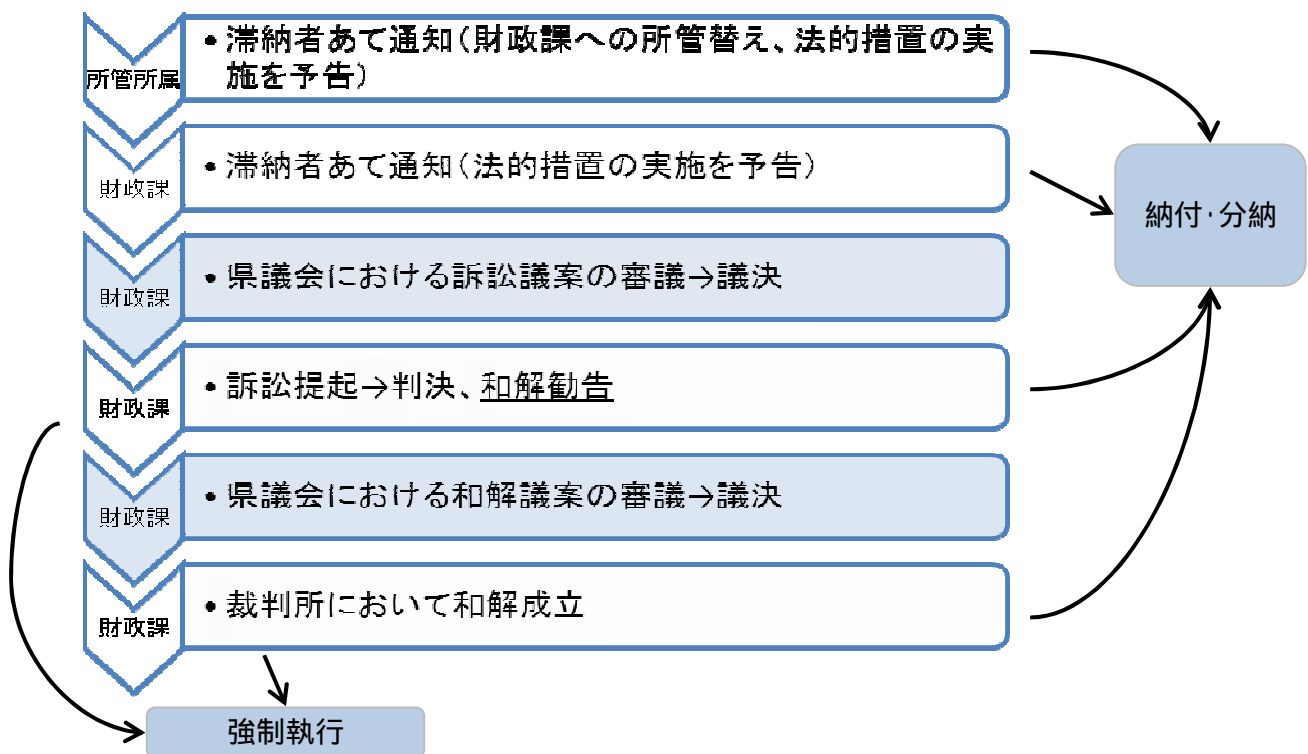 所管所属
• 滞納者あて通知(財政課への所管替え、法的措置の実
施を予告)
財政課
• 滞納者あて通知(法的措置の実施を予告)
納付・分納
財政課
• 県議会における訴訟議案の審議→議決
財政課
• 訴訟提起→判決、和解勧告
財政課
• 県議会における和解議案の審議→議決
財政課
• 裁判所において和解成立
強制執行